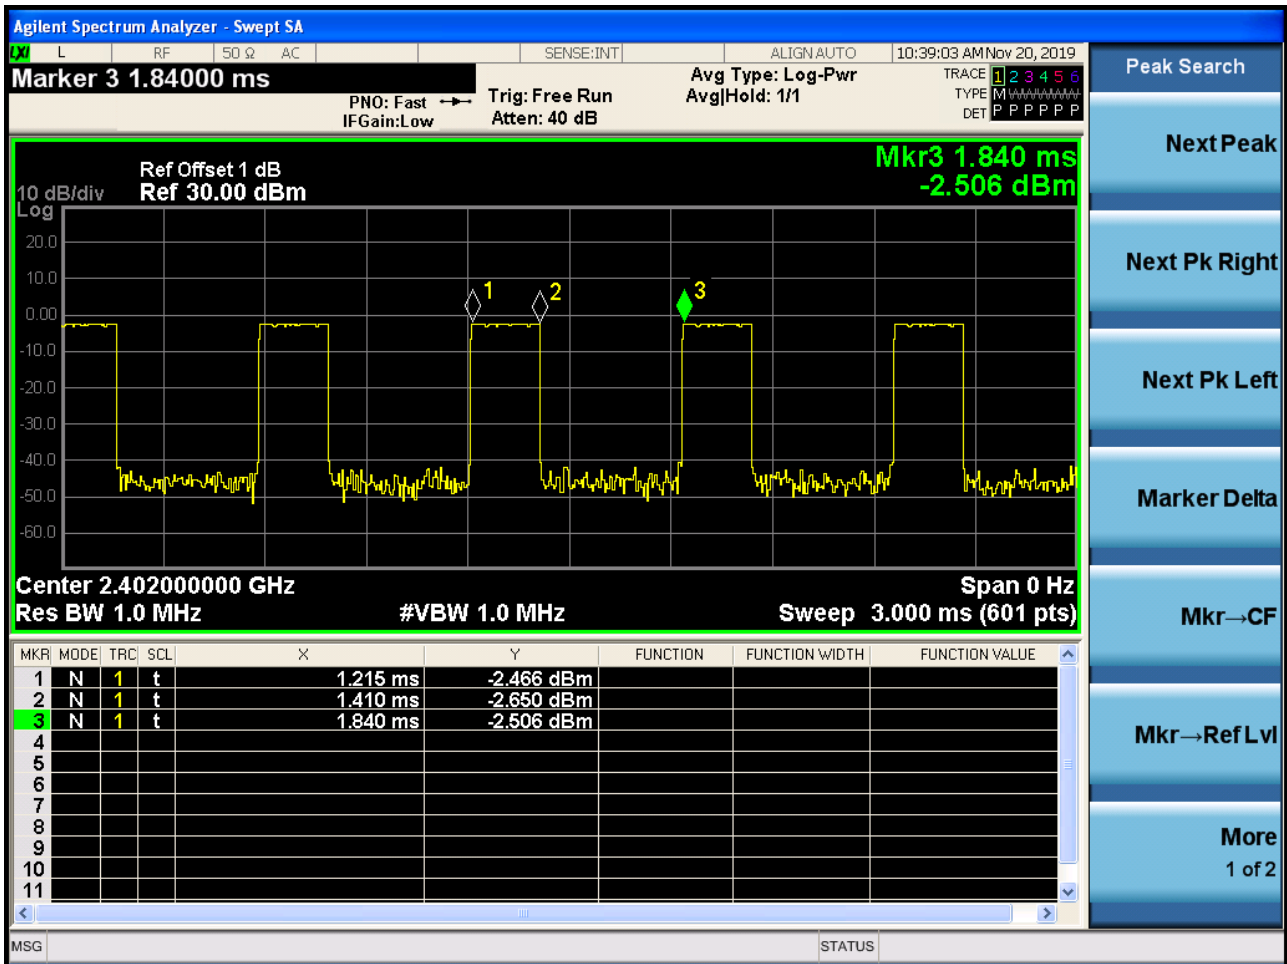 Agilent Spectrum Analyzer - Swept SA
LXI L RF 50 Ω AC SENSE:INT ALIGN AUTO 10:39:03 AM Nov 20, 2019
Marker 3 1.84000 ms
PNO: Fast
IFGain:Low
Trig: Free Run
Atten: 40 dB
Avg Type: Log-Pwr
Avg|Hold: 1/1
TRACE 1 2 3 4 5 6
TYPE M WWWWW
DET P P P P P P
Peak Search
Next Peak
Next Pk Right
Next Pk Left
Marker Delta
Mkr→CF
Mkr→Ref Lvl
More
1 of 2
Mkr3 1.840 ms
-2.506 dBm
Ref Offset 1 dB
10 dB/div Ref 30.00 dBm
Log
20.0
10.0
0.00
-10.0
-20.0
-30.0
-40.0
-50.0
-60.0
1 2 3
Center 2.402000000 GHz Span 0 Hz
Res BW 1.0 MHz #VBW 1.0 MHz Sweep 3.000 ms (601 pts)
MKR MODE TRC SCL X Y FUNCTION FUNCTION WIDTH FUNCTION VALUE
1 N 1 t 1.215 ms -2.466 dBm
2 N 1 t 1.410 ms -2.650 dBm
3 N 1 t 1.840 ms -2.506 dBm
4
5
6
7
8
9
10
11
MSG STATUS